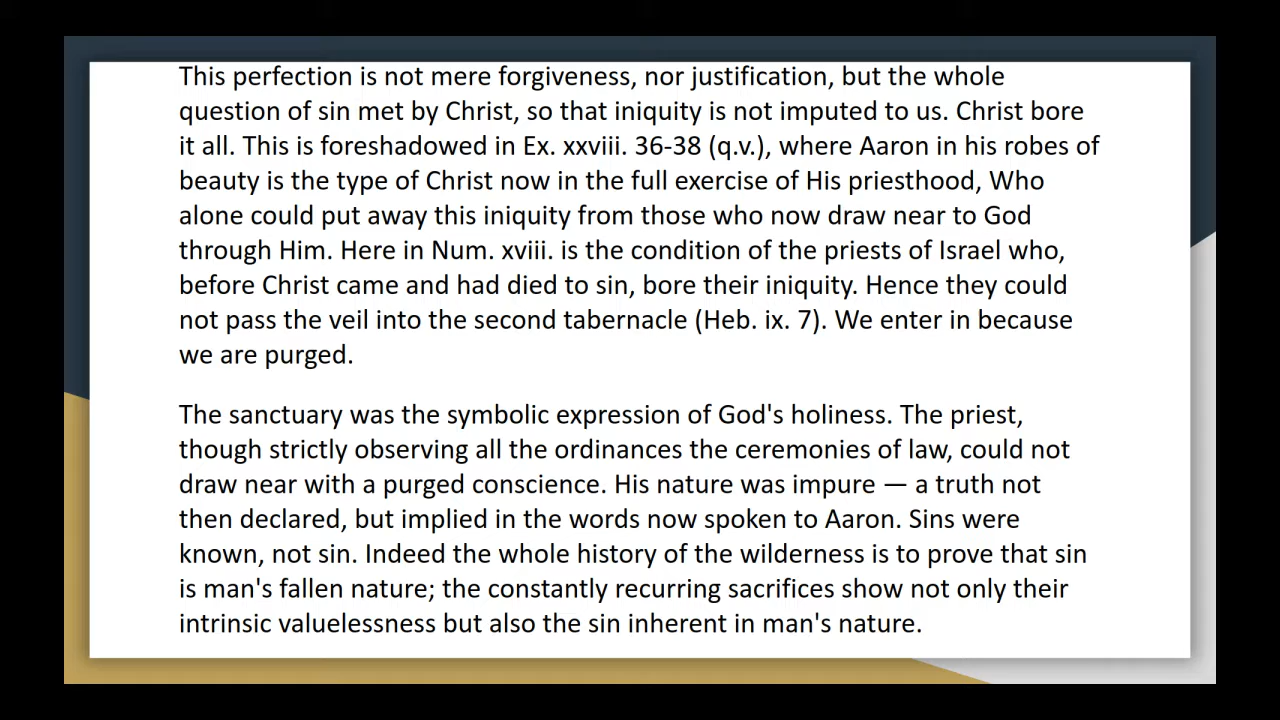 This perfection is not mere forgiveness, nor justification, but the whole
question of sin met by Christ, so that iniquity is not imputed to us. Christ bore
it all. This is foreshadowed in Ex. xxviii. 36-38 (q.v.), where Aaron in his robes of
beauty is the type of Christ now in the full exercise of His priesthood, Who
alone could put away this iniquity from those who now draw near to God
through Him. Here in Num. xviii. is the condition of the priests of Israel who,
before Christ came and had died to sin, bore their iniquity. Hence they could
not pass the veil into the second tabernacle (Heb. ix. 7). We enter in because
we are purged.
The sanctuary was the symbolic expression of God's holiness. The priest,
though strictly observing all the ordinances the ceremonies of law, could not
draw near with a purged conscience. His nature was impure — a truth not
then declared, but implied in the words now spoken to Aaron. Sins were
known, not sin. Indeed the whole history of the wilderness is to prove that sin
is man's fallen nature; the constantly recurring sacrifices show not only their
intrinsic valuelessness but also the sin inherent in man's nature.